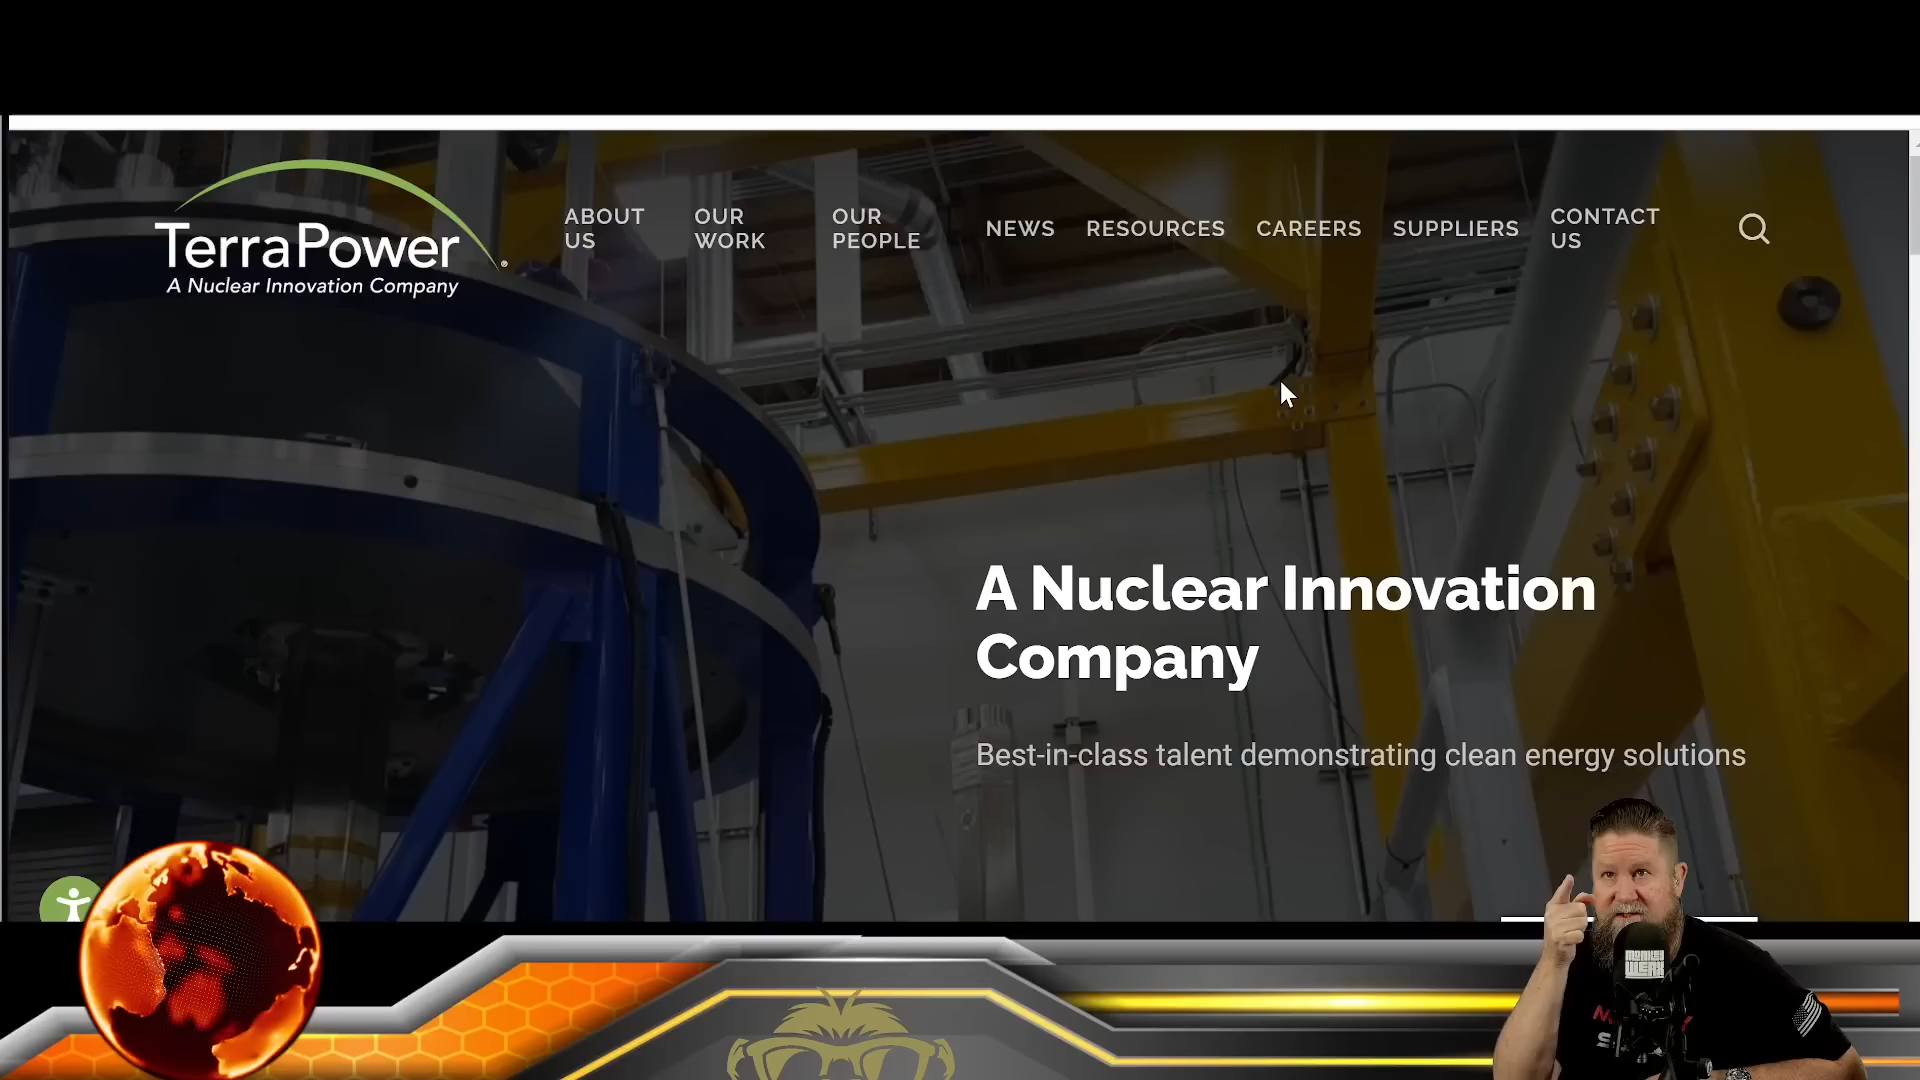 TerraPower®
A Nuclear Innovation Company
ABOUT US
OUR WORK
OUR PEOPLE
NEWS
RESOURCES
CAREERS
SUPPLIERS
CONTACT US
A Nuclear Innovation
Company
Best-in-class talent demonstrating clean energy solutions